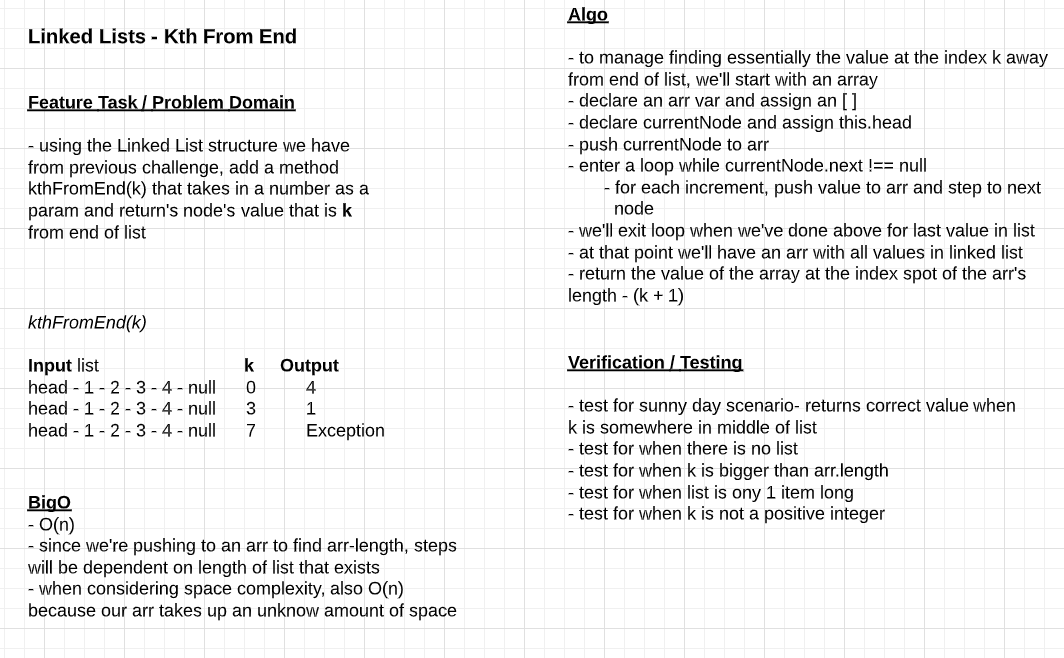 Linked Lists - Kth From End
Feature Task / Problem Domain
- using the Linked List structure we have
from previous challenge, add a method
kthFromEnd(k) that takes in a number as a
param and return's node's value that is k
from end of list
kthFromEnd(k)
Input list k Output
head - 1 - 2 - 3 - 4 - null 0 4
head - 1 - 2 - 3 - 4 - null 3 1
head - 1 - 2 - 3 - 4 - null 7 Exception
BigO
- O(n)
- since we're pushing to an arr to find arr-length, steps
will be dependent on length of list that exists
- when considering space complexity, also O(n)
because our arr takes up an unknow amount of space
Algo
- to manage finding essentially the value at the index k away
from end of list, we'll start with an array
- declare an arr var and assign an [ ]
- declare currentNode and assign this.head
- push currentNode to arr
- enter a loop while currentNode.next !== null
- for each increment, push value to arr and step to next
node
- we'll exit loop when we've done above for last value in list
- at that point we'll have an arr with all values in linked list
- return the value of the array at the index spot of the arr's
length - (k + 1)
Verification / Testing
- test for sunny day scenario- returns correct value when
k is somewhere in middle of list
- test for when there is no list
- test for when k is bigger than arr.length
- test for when list is ony 1 item long
- test for when k is not a positive integer